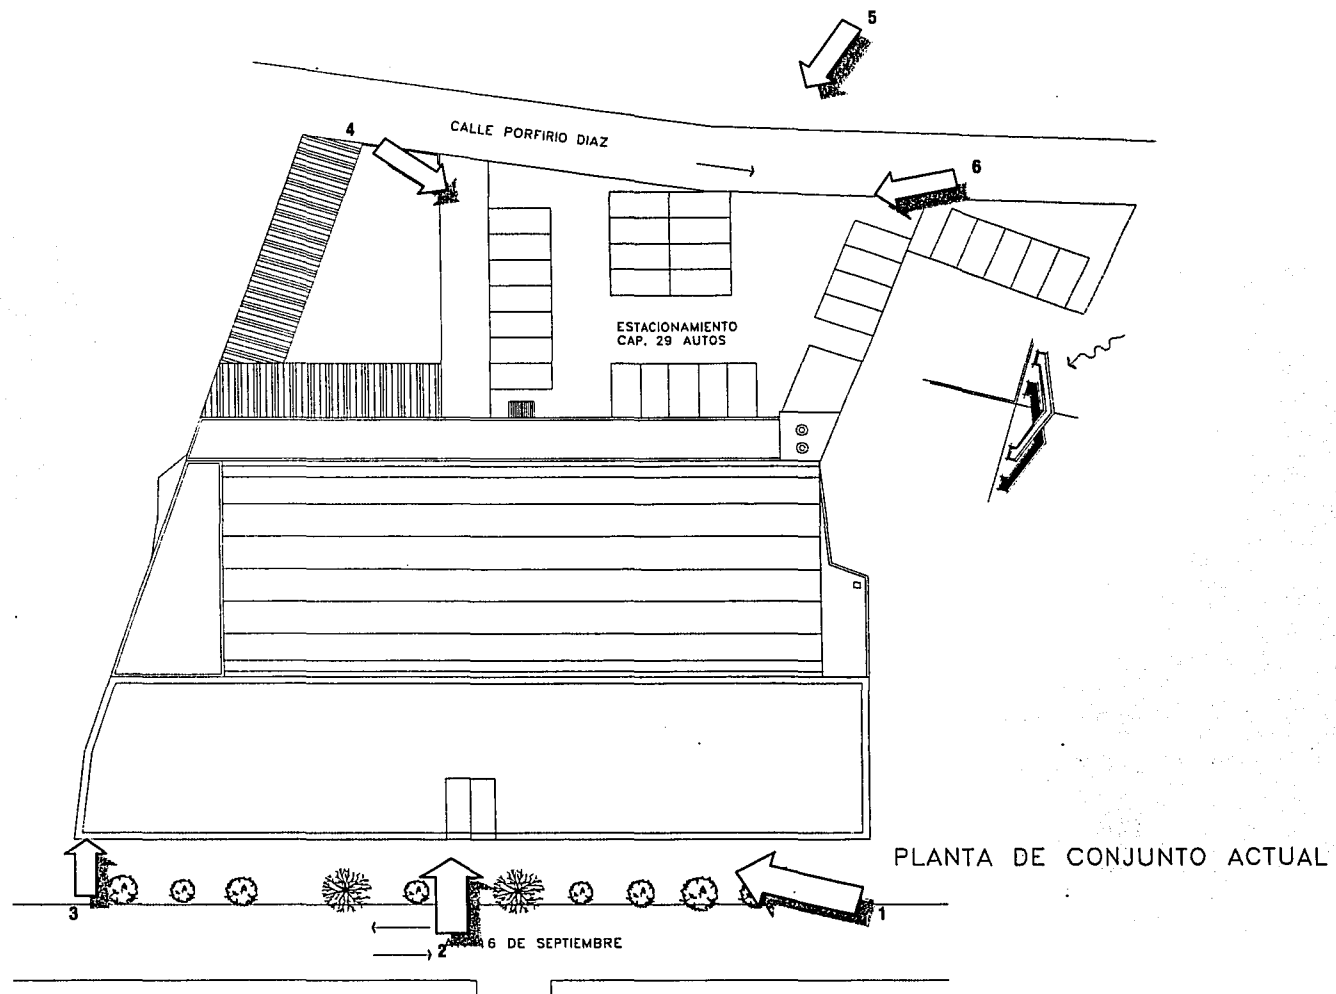 5
4
CALLE PORFIRIO DIAZ
6
ESTACIONAMIENTO
CAP. 29 AUTOS
PLANTA DE CONJUNTO ACTUAL
3
1
2
6 DE SEPTIEMBRE